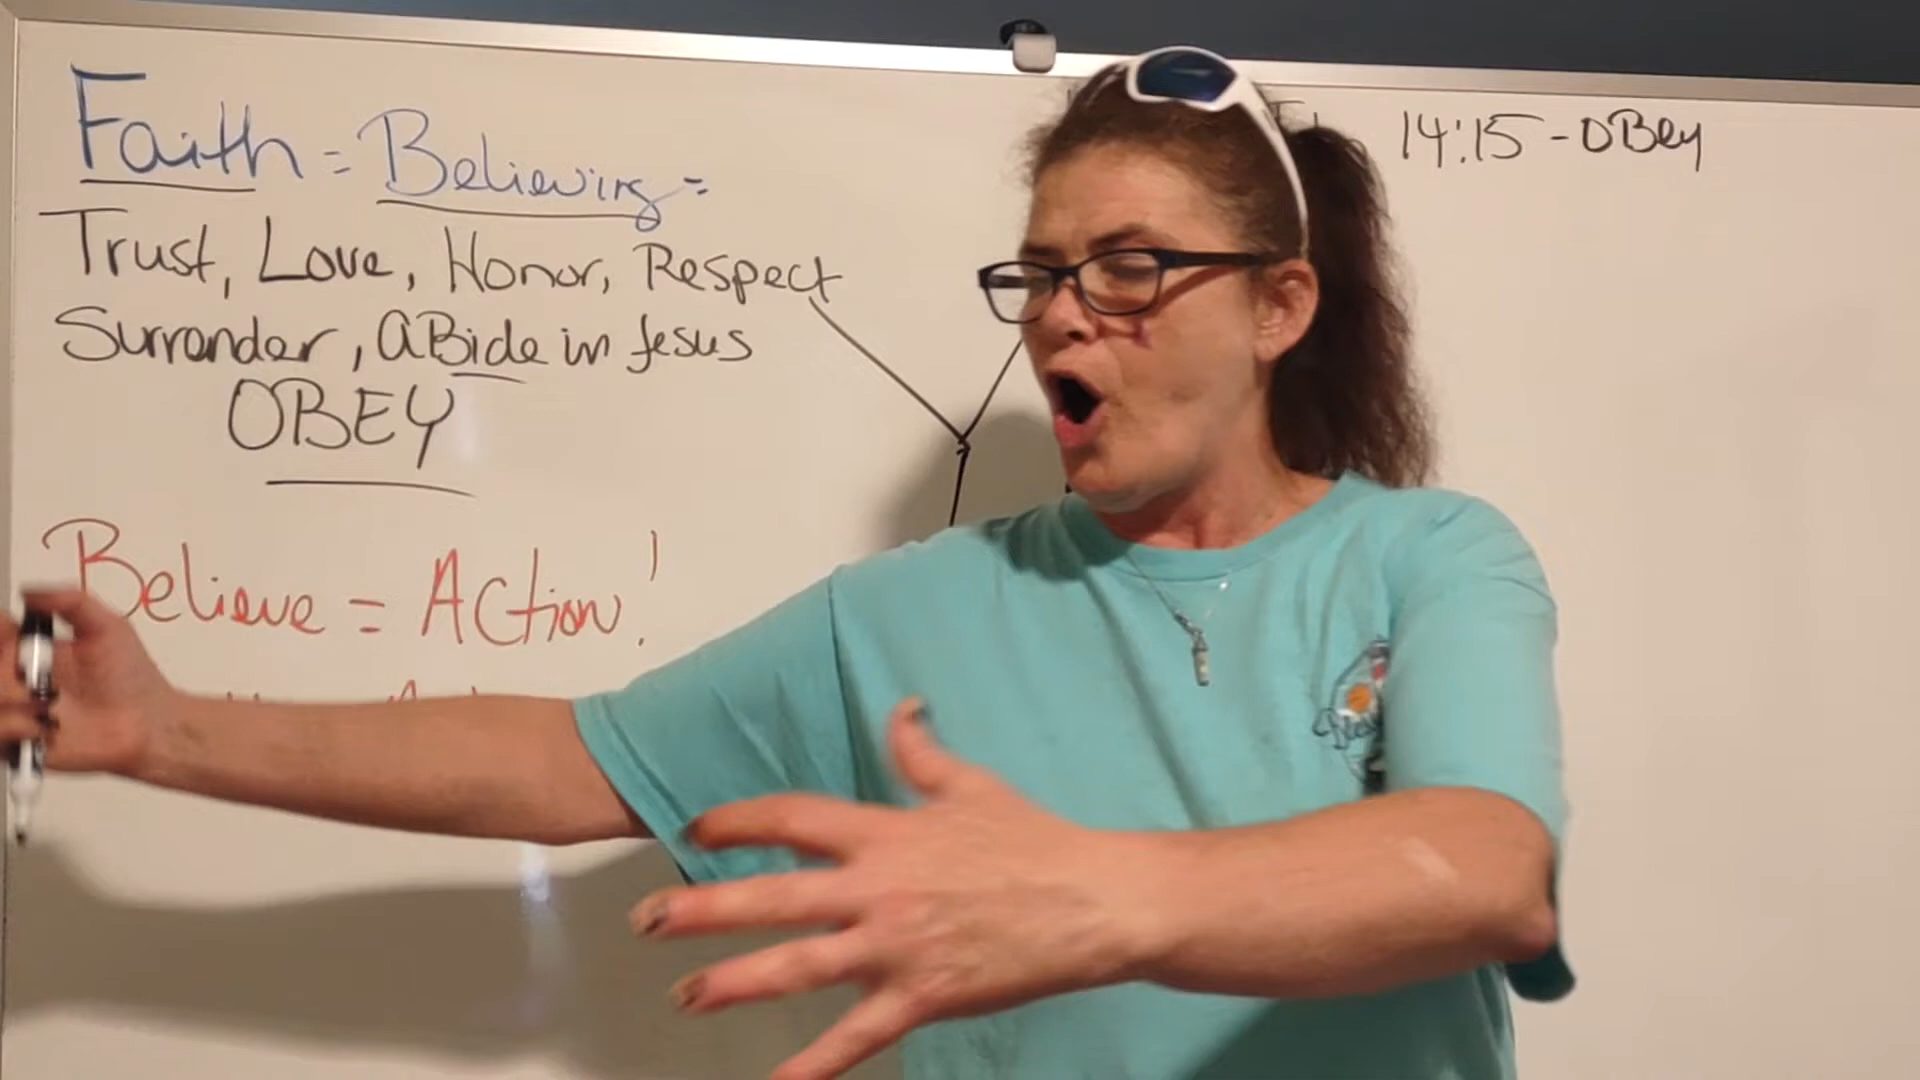 Faith = Believing =
Trust, Love, Honor, Respect
Surrender, ABide in Jesus
OBEY
Believe = Action!
14:15 - OBey